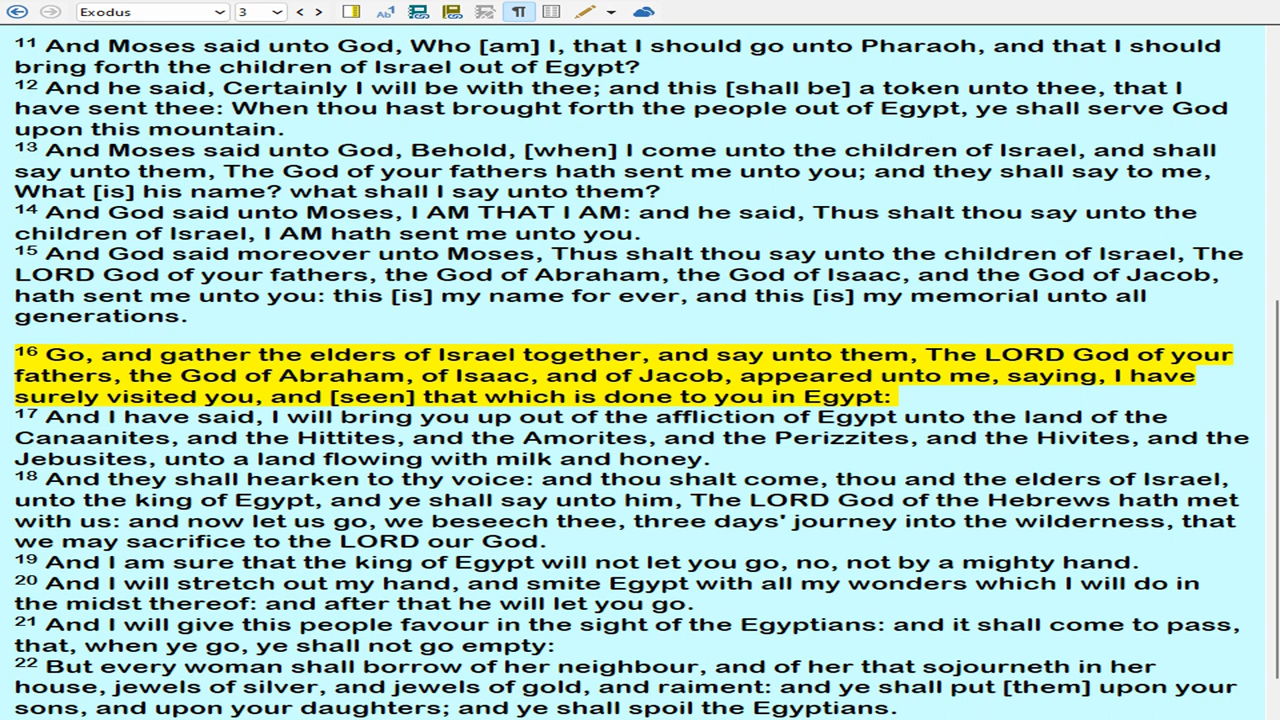 Exodus 3 < > Ab¹ ¶
11 And Moses said unto God, Who [am] I, that I should go unto Pharaoh, and that I should
bring forth the children of Israel out of Egypt?
12 And he said, Certainly I will be with thee; and this [shall be] a token unto thee, that I
have sent thee: When thou hast brought forth the people out of Egypt, ye shall serve God
upon this mountain.
13 And Moses said unto God, Behold, [when] I come unto the children of Israel, and shall
say unto them, The God of your fathers hath sent me unto you; and they shall say to me,
What [is] his name? what shall I say unto them?
14 And God said unto Moses, I AM THAT I AM: and he said, Thus shalt thou say unto the
children of Israel, I AM hath sent me unto you.
15 And God said moreover unto Moses, Thus shalt thou say unto the children of Israel, The
LORD God of your fathers, the God of Abraham, the God of Isaac, and the God of Jacob,
hath sent me unto you: this [is] my name for ever, and this [is] my memorial unto all
generations.
16 Go, and gather the elders of Israel together, and say unto them, The LORD God of your
fathers, the God of Abraham, of Isaac, and of Jacob, appeared unto me, saying, I have
surely visited you, and [seen] that which is done to you in Egypt:
17 And I have said, I will bring you up out of the affliction of Egypt unto the land of the
Canaanites, and the Hittites, and the Amorites, and the Perizzites, and the Hivites, and the
Jebusites, unto a land flowing with milk and honey.
18 And they shall hearken to thy voice: and thou shalt come, thou and the elders of Israel,
unto the king of Egypt, and ye shall say unto him, The LORD God of the Hebrews hath met
with us: and now let us go, we beseech thee, three days' journey into the wilderness, that
we may sacrifice to the LORD our God.
19 And I am sure that the king of Egypt will not let you go, no, not by a mighty hand.
20 And I will stretch out my hand, and smite Egypt with all my wonders which I will do in
the midst thereof: and after that he will let you go.
21 And I will give this people favour in the sight of the Egyptians: and it shall come to pass,
that, when ye go, ye shall not go empty:
22 But every woman shall borrow of her neighbour, and of her that sojourneth in her
house, jewels of silver, and jewels of gold, and raiment: and ye shall put [them] upon your
sons, and upon your daughters; and ye shall spoil the Egyptians.